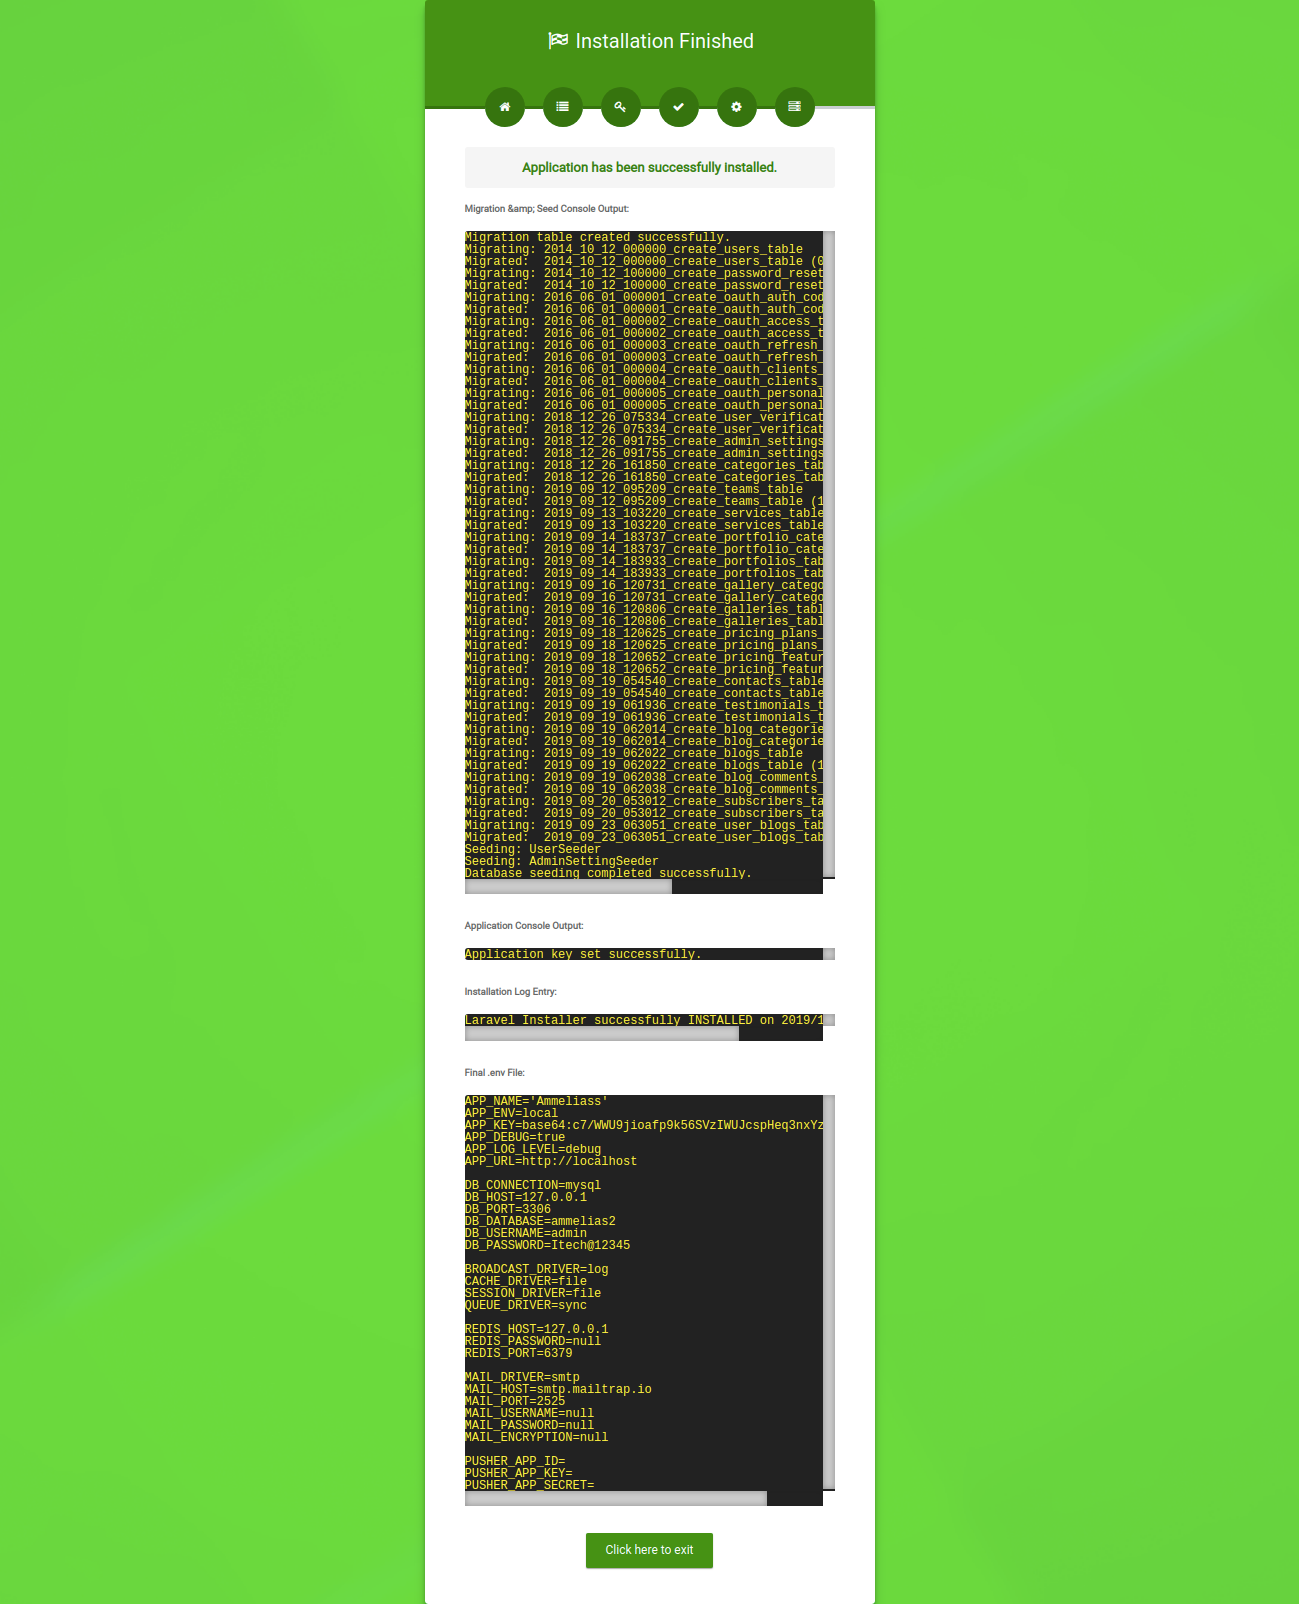 Installation Finished
Application has been successfully installed.
Migration &amp; Seed Console Output:
Migration table created successfully.
Migrating: 2014_10_12_000000_create_users_table
Migrated:  2014_10_12_000000_create_users_table (0
Migrating: 2014_10_12_100000_create_password_reset
Migrated:  2014_10_12_100000_create_password_reset
Migrating: 2016_06_01_000001_create_oauth_auth_cod
Migrated:  2016_06_01_000001_create_oauth_auth_cod
Migrating: 2016_06_01_000002_create_oauth_access_t
Migrated:  2016_06_01_000002_create_oauth_access_t
Migrating: 2016_06_01_000003_create_oauth_refresh_
Migrated:  2016_06_01_000003_create_oauth_refresh_
Migrating: 2016_06_01_000004_create_oauth_clients_
Migrated:  2016_06_01_000004_create_oauth_clients_
Migrating: 2016_06_01_000005_create_oauth_personal
Migrated:  2016_06_01_000005_create_oauth_personal
Migrating: 2018_12_26_075334_create_user_verificat
Migrated:  2018_12_26_075334_create_user_verificat
Migrating: 2018_12_26_091755_create_admin_settings
Migrated:  2018_12_26_091755_create_admin_settings
Migrating: 2018_12_26_161850_create_categories_tab
Migrated:  2018_12_26_161850_create_categories_tab
Migrating: 2019_09_12_095209_create_teams_table
Migrated:  2019_09_12_095209_create_teams_table (1
Migrating: 2019_09_13_103220_create_services_table
Migrated:  2019_09_13_103220_create_services_table
Migrating: 2019_09_14_183737_create_portfolio_cate
Migrated:  2019_09_14_183737_create_portfolio_cate
Migrating: 2019_09_14_183933_create_portfolios_tab
Migrated:  2019_09_14_183933_create_portfolios_tab
Migrating: 2019_09_16_120731_create_gallery_catego
Migrated:  2019_09_16_120731_create_gallery_catego
Migrating: 2019_09_16_120806_create_galleries_tabl
Migrated:  2019_09_16_120806_create_galleries_tabl
Migrating: 2019_09_18_120625_create_pricing_plans_
Migrated:  2019_09_18_120625_create_pricing_plans_
Migrating: 2019_09_18_120652_create_pricing_featur
Migrated:  2019_09_18_120652_create_pricing_featur
Migrating: 2019_09_19_054540_create_contacts_table
Migrated:  2019_09_19_054540_create_contacts_table
Migrating: 2019_09_19_061936_create_testimonials_t
Migrated:  2019_09_19_061936_create_testimonials_t
Migrating: 2019_09_19_062014_create_blog_categorie
Migrated:  2019_09_19_062014_create_blog_categorie
Migrating: 2019_09_19_062022_create_blogs_table
Migrated:  2019_09_19_062022_create_blogs_table (1
Migrating: 2019_09_19_062038_create_blog_comments_
Migrated:  2019_09_19_062038_create_blog_comments_
Migrating: 2019_09_20_053012_create_subscribers_ta
Migrated:  2019_09_20_053012_create_subscribers_ta
Migrating: 2019_09_23_063051_create_user_blogs_tab
Migrated:  2019_09_23_063051_create_user_blogs_tab
Seeding: UserSeeder
Seeding: AdminSettingSeeder
Database seeding completed successfully.
Application Console Output:
Application key set successfully.
Installation Log Entry:
Laravel Installer successfully INSTALLED on 2019/1
Final .env File:
APP_NAME='Ammeliass'
APP_ENV=local
APP_KEY=base64:c7/WWU9jioafp9k56SVzIWUJcspHeq3nxYz
APP_DEBUG=true
APP_LOG_LEVEL=debug
APP_URL=http://localhost
DB_CONNECTION=mysql
DB_HOST=127.0.0.1
DB_PORT=3306
DB_DATABASE=ammelias2
DB_USERNAME=admin
DB_PASSWORD=Itech@12345
BROADCAST_DRIVER=log
CACHE_DRIVER=file
SESSION_DRIVER=file
QUEUE_DRIVER=sync
REDIS_HOST=127.0.0.1
REDIS_PASSWORD=null
REDIS_PORT=6379
MAIL_DRIVER=smtp
MAIL_HOST=smtp.mailtrap.io
MAIL_PORT=2525
MAIL_USERNAME=null
MAIL_PASSWORD=null
MAIL_ENCRYPTION=null
PUSHER_APP_ID=
PUSHER_APP_KEY=
PUSHER_APP_SECRET=
Click here to exit